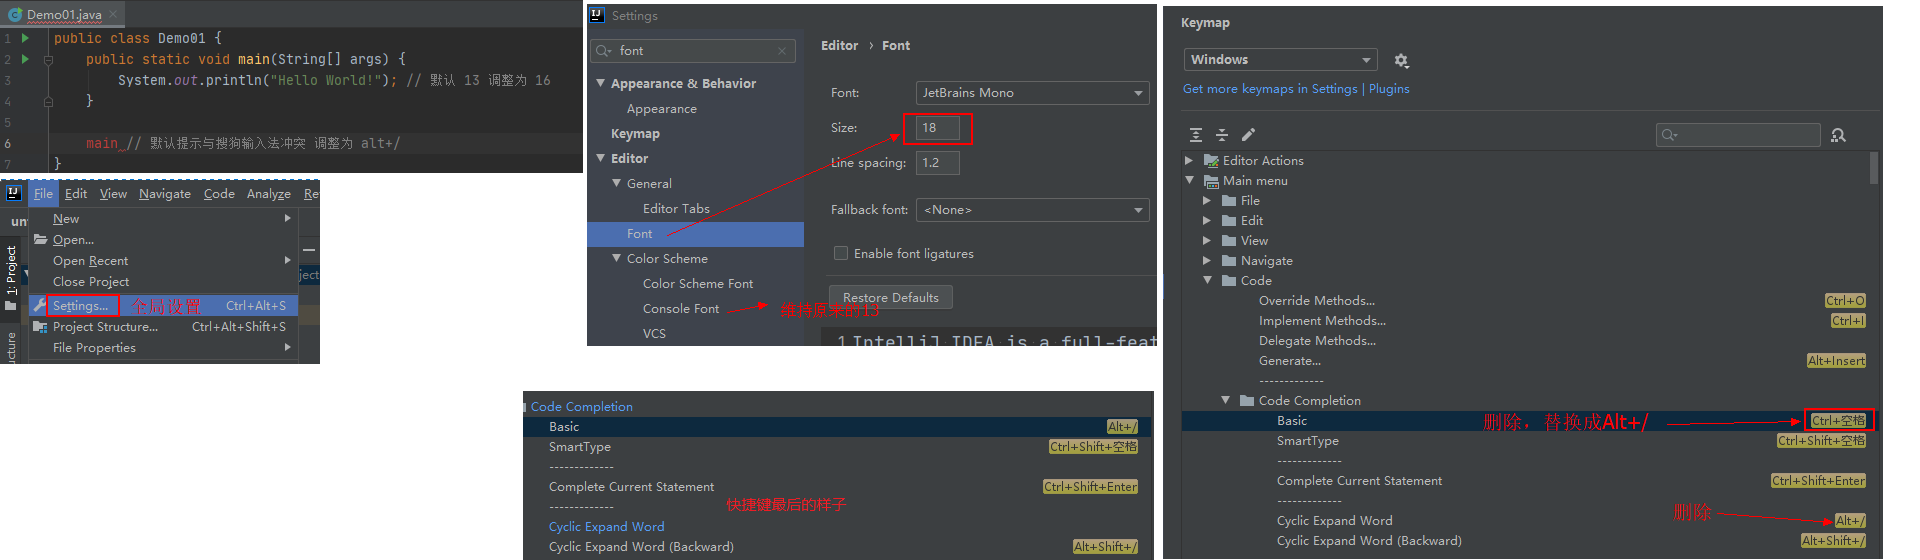 Demo01.java
1 public class Demo01 {
2 public static void main(String[] args) {
3 System.out.println("Hello World!"); // 默认 13 调整为 16
4 }
5
6 main // 默认提示与搜狗输入法冲突 调整为 alt+/
7 }
File Edit View Navigate Code Analyze Re
un
1: Project
ucture
ject
New
Open...
Open Recent
Close Project
Settings... 全局设置 Ctrl+Alt+S
Project Structure... Ctrl+Alt+Shift+S
File Properties
Settings
font
Appearance & Behavior
Appearance
Keymap
Editor
General
Editor Tabs
Font
Color Scheme
Color Scheme Font
Console Font
维持原来的13
VCS
Editor › Font
Font: JetBrains Mono
Size: 18
Line spacing: 1.2
Fallback font: <None>
Enable font ligatures
Restore Defaults
1 IntelliJ IDEA is a full-feat
Code Completion
Basic Alt+/
SmartType Ctrl+Shift+空格
-------------
Complete Current Statement Ctrl+Shift+Enter
-------------
快捷键最后的样子
Cyclic Expand Word
Cyclic Expand Word (Backward) Alt+Shift+/
Keymap
Windows
Get more keymaps in Settings | Plugins
Editor Actions
Main menu
File
Edit
View
Navigate
Code
Override Methods... Ctrl+O
Implement Methods... Ctrl+I
Delegate Methods...
Generate... Alt+Insert
-------------
Code Completion
Basic 删除，替换成Alt+/ Ctrl+空格
SmartType Ctrl+Shift+空格
-------------
Complete Current Statement Ctrl+Shift+Enter
-------------
Cyclic Expand Word 删除 Alt+/
Cyclic Expand Word (Backward) Alt+Shift+/